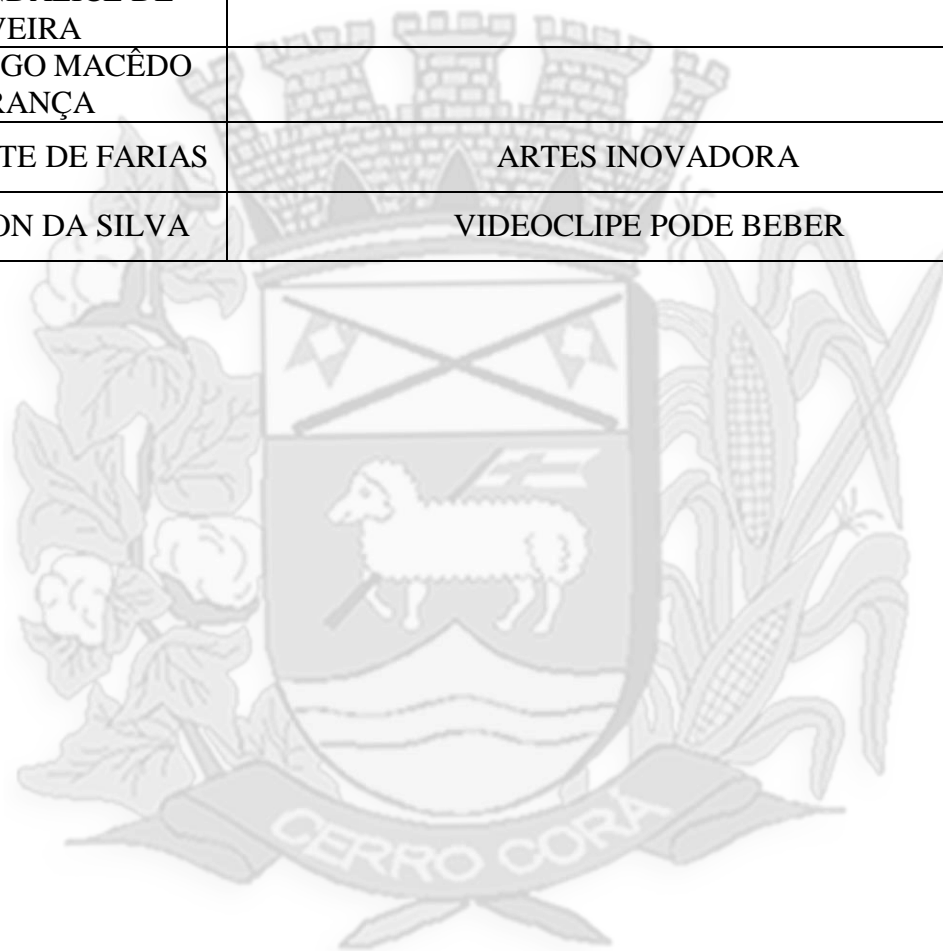 VEIRA
GO MACÊDO
RANÇA
TE DE FARIAS
ARTES INOVADORA
ON DA SILVA
VIDEOCLIPE PODE BEBER
CERRO CORÁ